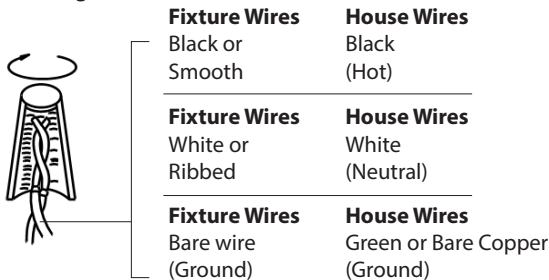 Fixture Wires House Wires
Black or Black
Smooth (Hot)
Fixture Wires House Wires
White or White
Ribbed (Neutral)
Fixture Wires House Wires
Bare wire Green or Bare Copper
(Ground) (Ground)